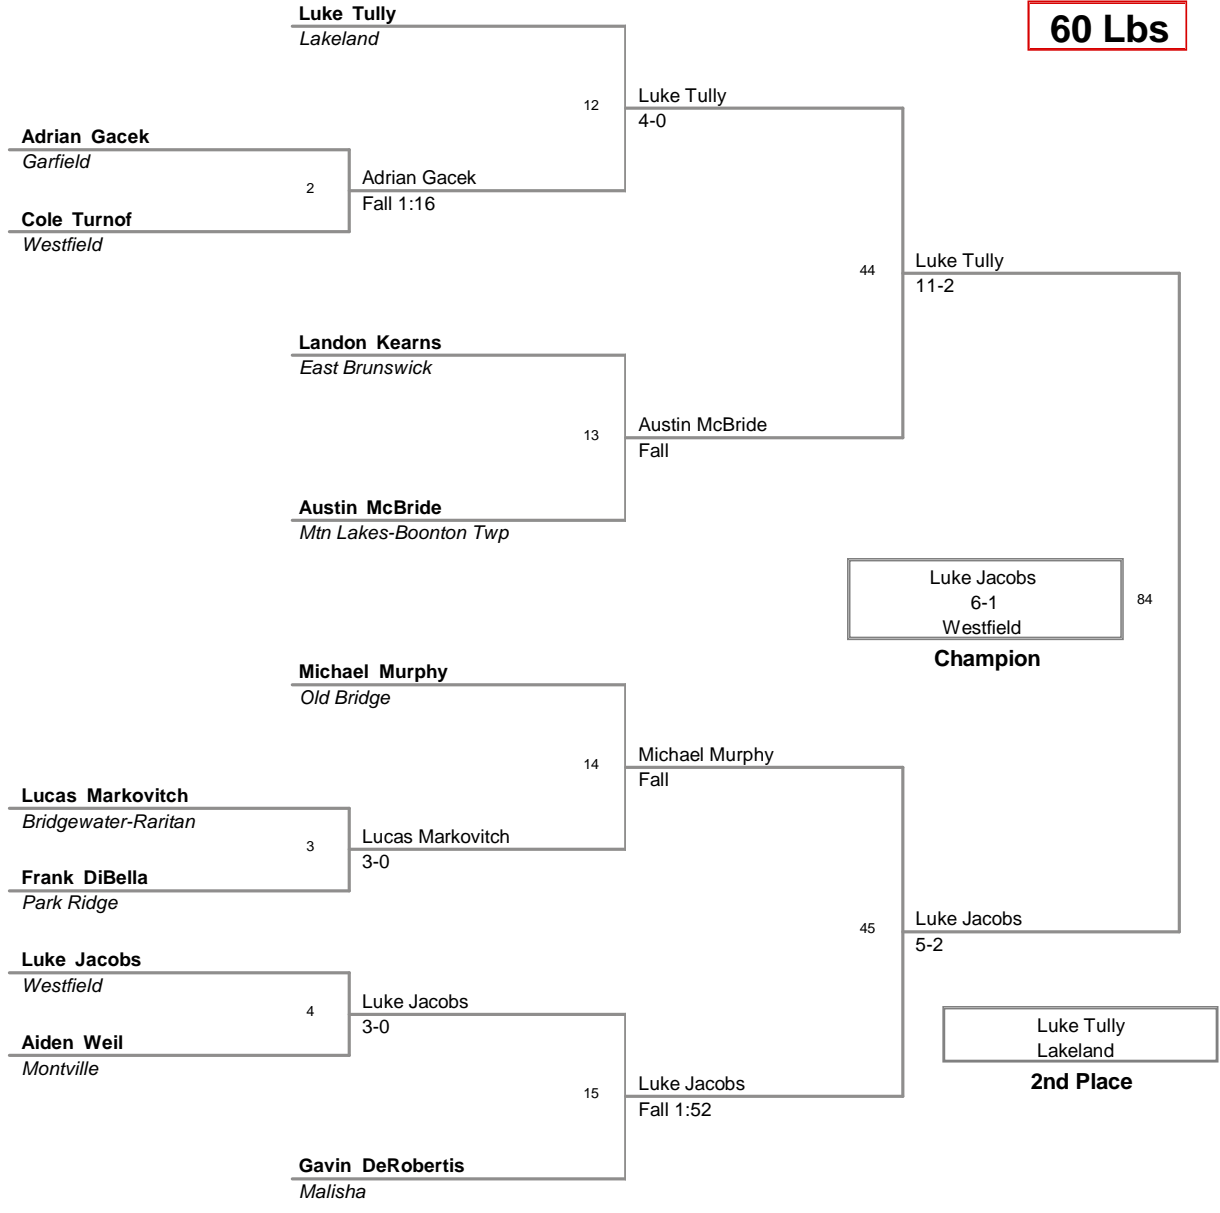 Luke Tully
Lakeland
60 Lbs
12
Luke Tully
4-0
Adrian Gacek
Garfield
2
Adrian Gacek
Fall 1:16
Cole Turnof
Westfield
44
Luke Tully
11-2
Landon Kearns
East Brunswick
13
Austin McBride
Fall
Austin McBride
Mtn Lakes-Boonton Twp
Luke Jacobs
6-1
Westfield
84
Champion
Michael Murphy
Old Bridge
14
Michael Murphy
Fall
Lucas Markovitch
Bridgewater-Raritan
3
Lucas Markovitch
3-0
Frank DiBella
Park Ridge
45
Luke Jacobs
5-2
Luke Jacobs
Westfield
4
Luke Jacobs
3-0
Aiden Weil
Montville
Luke Tully
Lakeland
2nd Place
15
Luke Jacobs
Fall 1:52
Gavin DeRobertis
Malisha